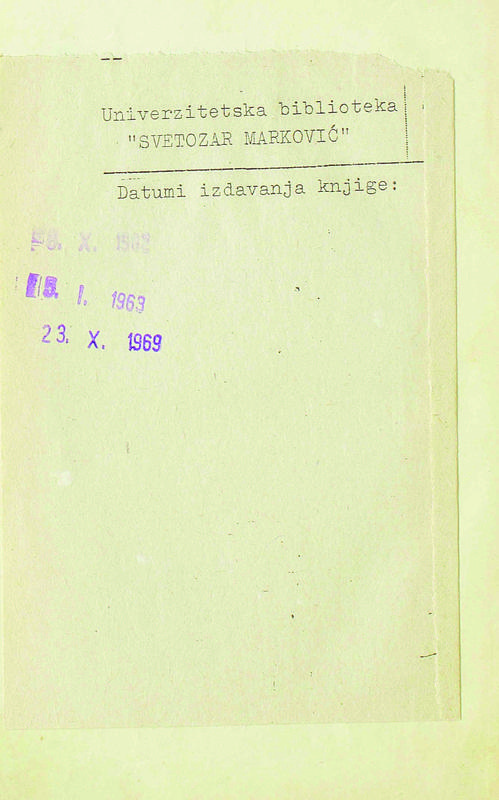 Univerzitetska biblioteka
"SVETOZAR MARKOVIĆ"
Datumi izdavanja knjige:
X.
I. 1963
23. X. 1969